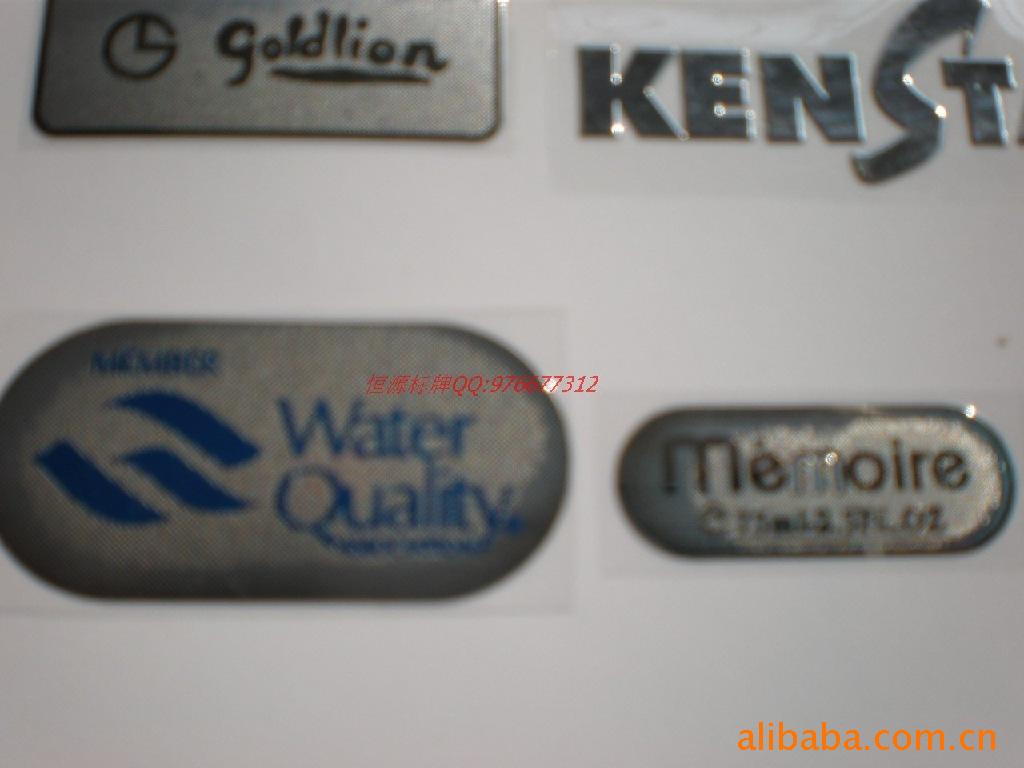 goldlion
KENST
MEMBER
Water
Quality
恒源标牌QQ:976677312
mémoire
alibaba.com.cn